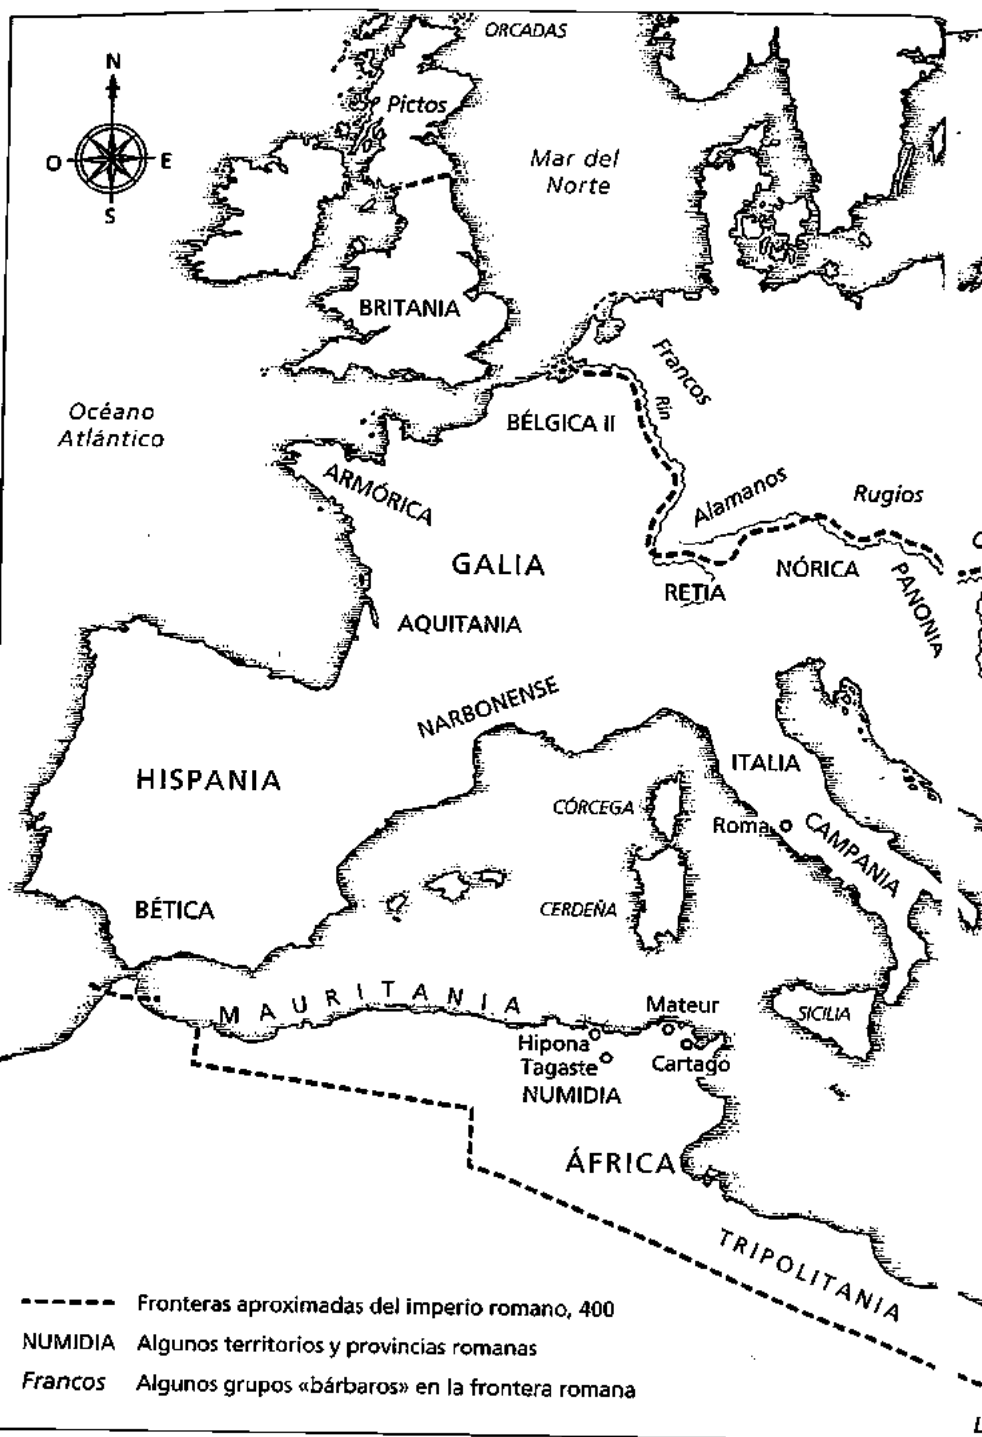 ORCADAS
N
O
E
S
Pictos
Mar del
Norte
BRITANIA
Francos
Rin
Océano
Atlántico
BÉLGICA II
ARMÓRICA
Alamanos
Rugios
GALIA
RETIA
NÓRICA
PANONIA
AQUITANIA
NARBONENSE
HISPANIA
ITALIA
CÓRCEGA
Roma
CAMPANIA
BÉTICA
CERDEÑA
MAURITANIA
Mateur
SICILIA
Hipona
Tagaste
Cartago
NUMIDIA
ÁFRICA
TRIPOLITANIA
Fronteras aproximadas del imperio romano, 400
NUMIDIA Algunos territorios y provincias romanas
Francos Algunos grupos «bárbaros» en la frontera romana